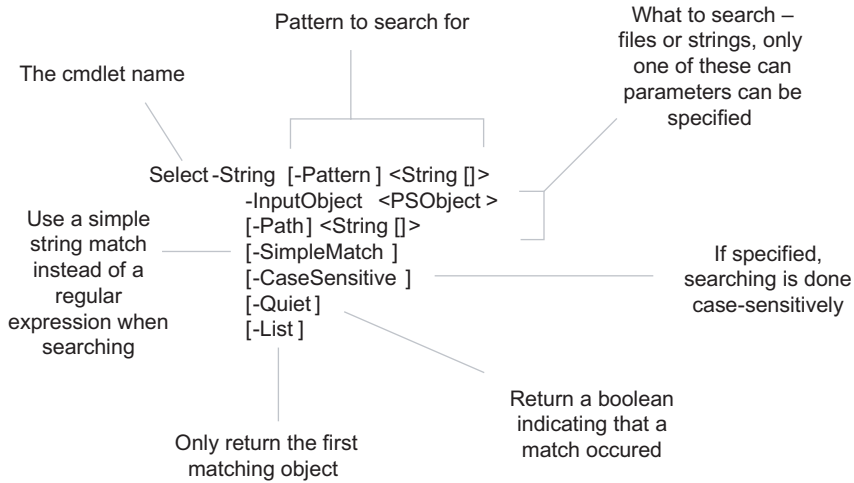 Pattern to search for
What to search –
files or strings, only
one of these can
parameters can be
specified
The cmdlet name
Select-String [-Pattern] <String []>
-InputObject <PSObject>
[-Path] <String []>
[-SimpleMatch ]
[-CaseSensitive ]
[-Quiet]
[-List ]
Use a simple
string match
instead of a
regular
expression when
searching
If specified,
searching is done
case-sensitively
Return a boolean
indicating that a
match occured
Only return the first
matching object